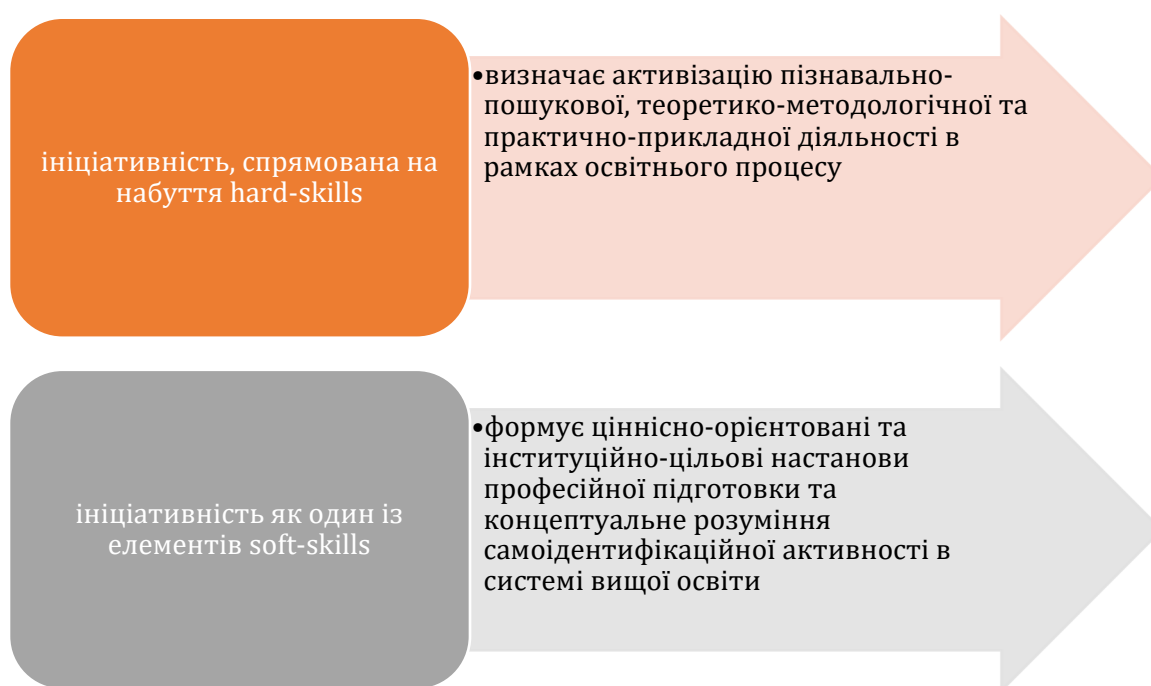 ініціативність, спрямована на
набуття hard-skills
•визначає активізацію пізнавально-
пошукової, теоретико-методологічної та
практично-прикладної діяльності в
рамках освітнього процесу
ініціативність як один із
елементів soft-skills
•формує ціннісно-орієнтовані та
інституційно-цільові настанови
професійної підготовки та
концептуальне розуміння
самоідентифікаційної активності в
системі вищої освіти